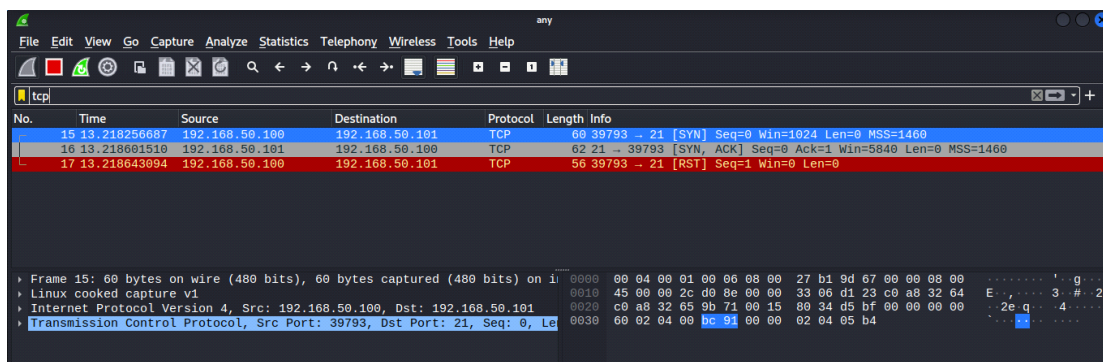 any
File Edit View Go Capture Analyze Statistics Telephony Wireless Tools Help
tcp
No. Time Source Destination Protocol Length Info
15 13.218256687 192.168.50.100 192.168.50.101 TCP 60 39793 → 21 [SYN] Seq=0 Win=1024 Len=0 MSS=1460
16 13.218601510 192.168.50.101 192.168.50.100 TCP 62 21 → 39793 [SYN, ACK] Seq=0 Ack=1 Win=5840 Len=0 MSS=1460
17 13.218643094 192.168.50.100 192.168.50.101 TCP 56 39793 → 21 [RST] Seq=1 Win=0 Len=0
Frame 15: 60 bytes on wire (480 bits), 60 bytes captured (480 bits) on i
Linux cooked capture v1
Internet Protocol Version 4, Src: 192.168.50.100, Dst: 192.168.50.101
Transmission Control Protocol, Src Port: 39793, Dst Port: 21, Seq: 0, Le
0000 00 04 00 01 00 06 08 00 27 b1 9d 67 00 00 08 00 ········ '··g····
0010 45 00 00 2c d0 8e 00 00 33 06 d1 23 c0 a8 32 64 E··,···· 3··#··2
0020 c0 a8 32 65 9b 71 00 15 80 34 d5 bf 00 00 00 00 ··2e·q·· ·4······
0030 60 02 04 00 bc 91 00 00 02 04 05 b4 `······· ····